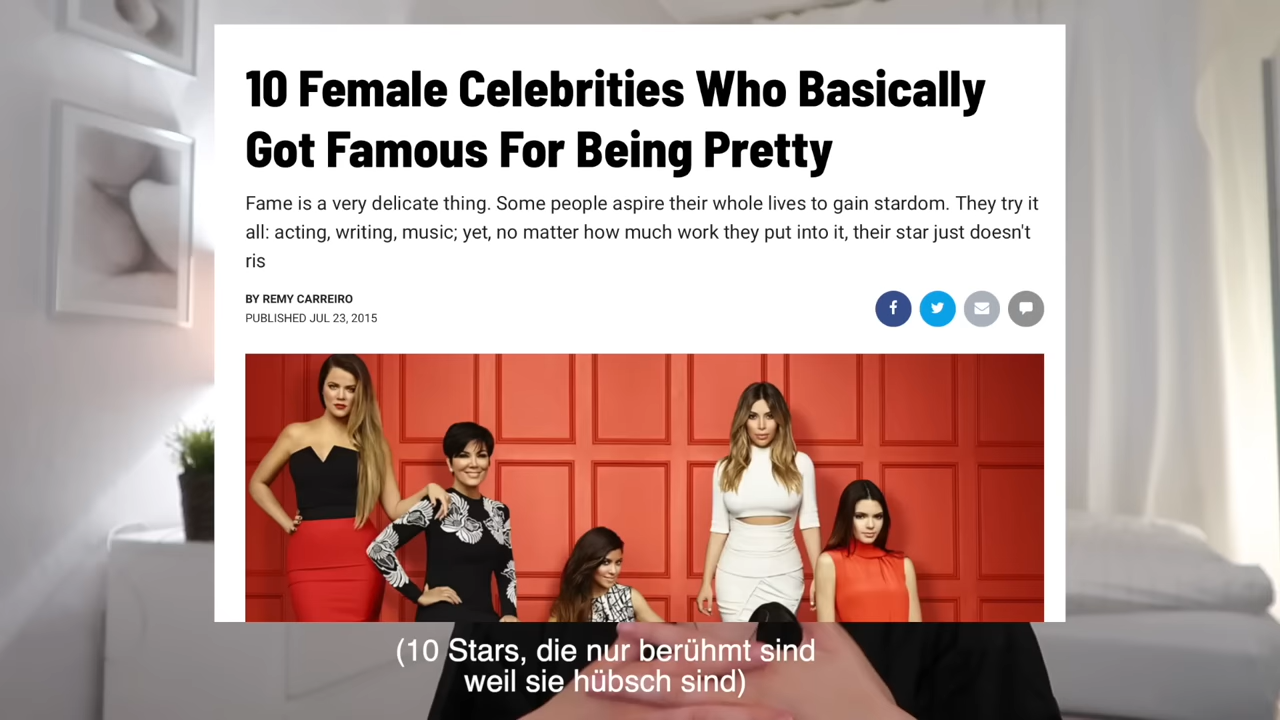 10 Female Celebrities Who Basically
Got Famous For Being Pretty
Fame is a very delicate thing. Some people aspire their whole lives to gain stardom. They try it
all: acting, writing, music; yet, no matter how much work they put into it, their star just doesn't
ris
BY REMY CARREIRO
PUBLISHED JUL 23, 2015
(10 Stars, die nur berühmt sind
weil sie hübsch sind)